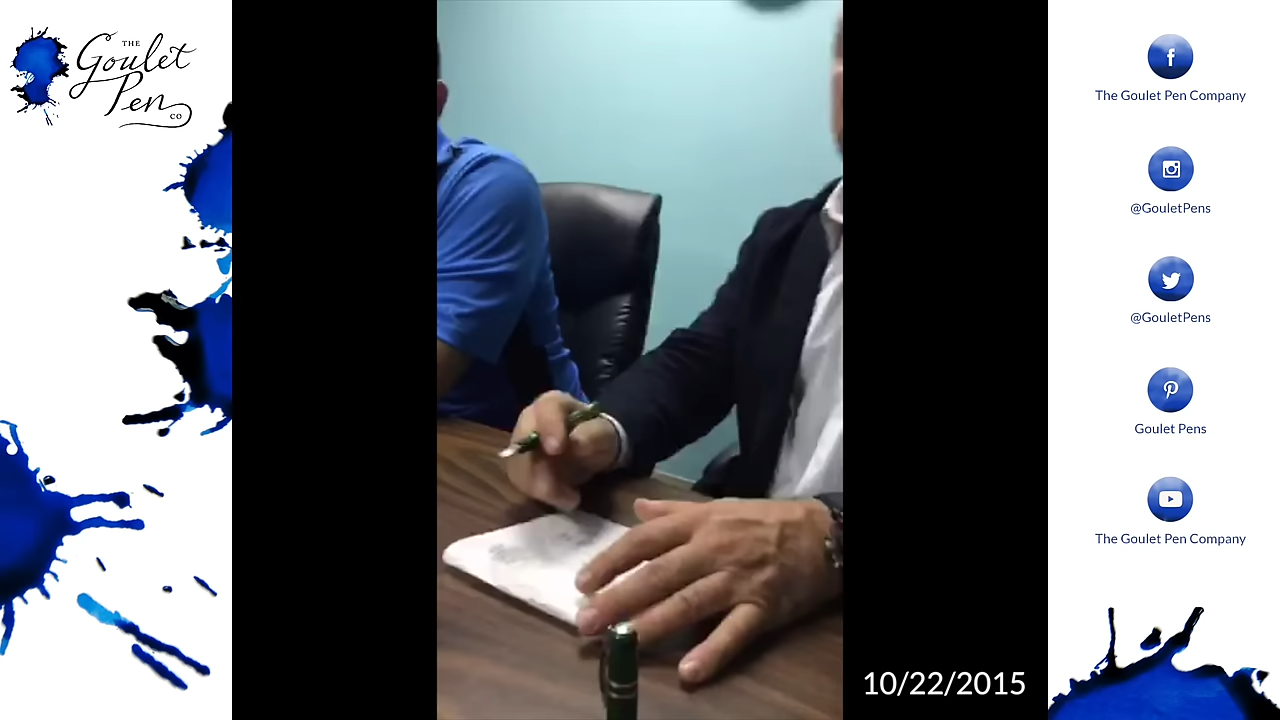 THE
Goulet
Pen
CO
The Goulet Pen Company
@GouletPens
@GouletPens
Goulet Pens
The Goulet Pen Company
10/22/2015